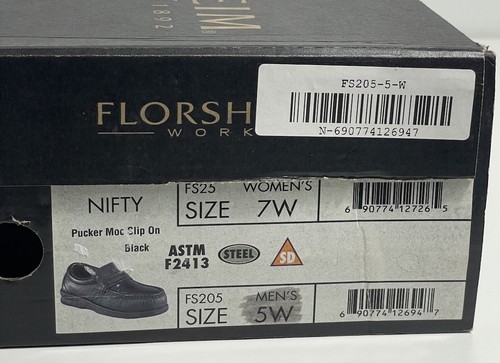 EIM
1892
FS205-5-W
N-690774126947
FLORSH
WORK
NIFTY
Pucker Moc Slip On
Black
FS25 WOMEN'S
SIZE 7W
6 90774 12726 5
ASTM
F2413
STEEL
SD
FS205 MEN'S
SIZE 5W
6 90774 12694 7